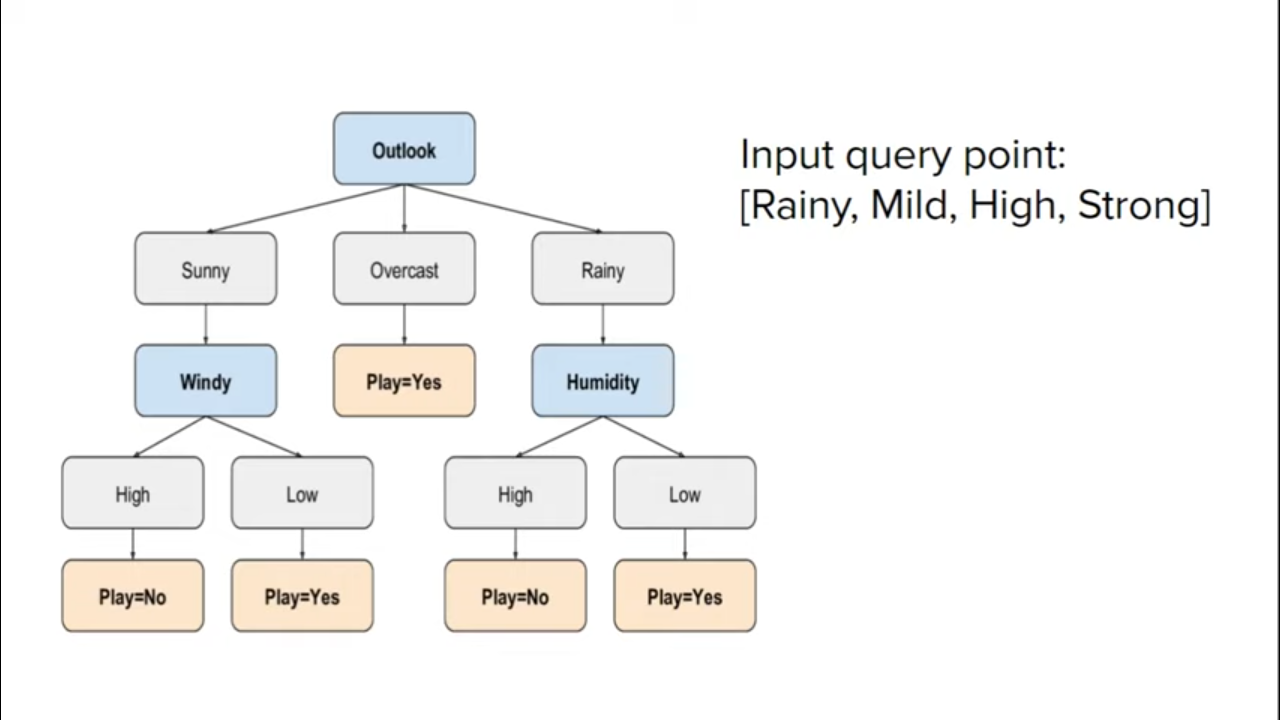 Outlook
Input query point:
[Rainy, Mild, High, Strong]
Sunny
Overcast
Rainy
Windy
Play=Yes
Humidity
High
Low
High
Low
Play=No
Play=Yes
Play=No
Play=Yes